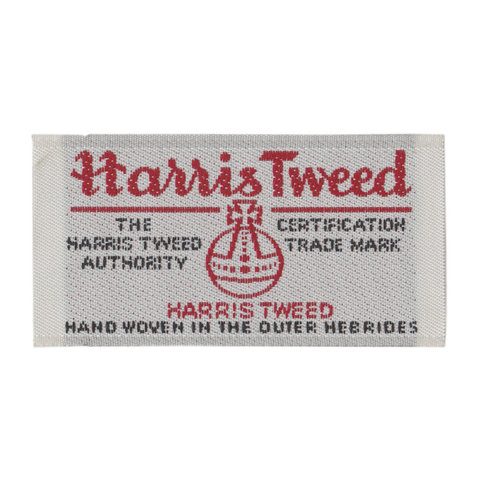 Harris Tweed
THE
HARRIS TWEED
AUTHORITY
CERTIFICATION
TRADE MARK
HARRIS TWEED
HAND WOVEN IN THE OUTER HEBRIDES